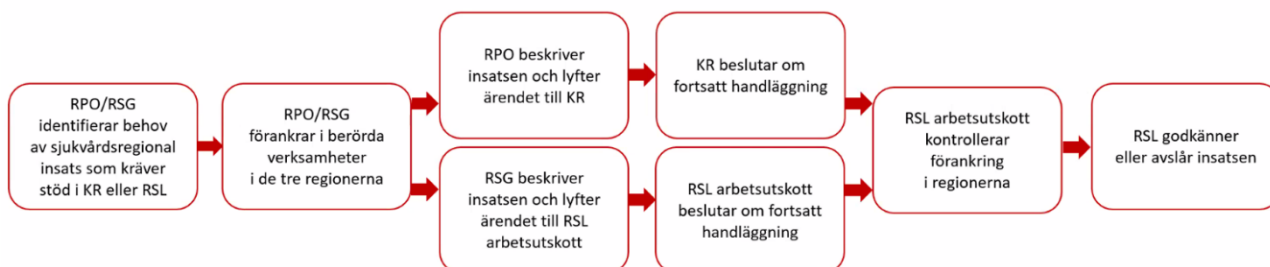 RPO/RSG
identifierar behov
av sjukvårdsregional
insats som kräver
stöd i KR eller RSL
RPO/RSG
förankrar i berörda
verksamheter
i de tre regionerna
RPO beskriver
insatsen och lyfter
ärendet till KR
KR beslutar om
fortsatt handläggning
RSG beskriver
insatsen och lyfter
ärendet till RSL
arbetsutskott
RSL arbetsutskott
beslutar om fortsatt
handläggning
RSL arbetsutskott
kontrollerar
förankring
i regionerna
RSL godkänner
eller avslår insatsen